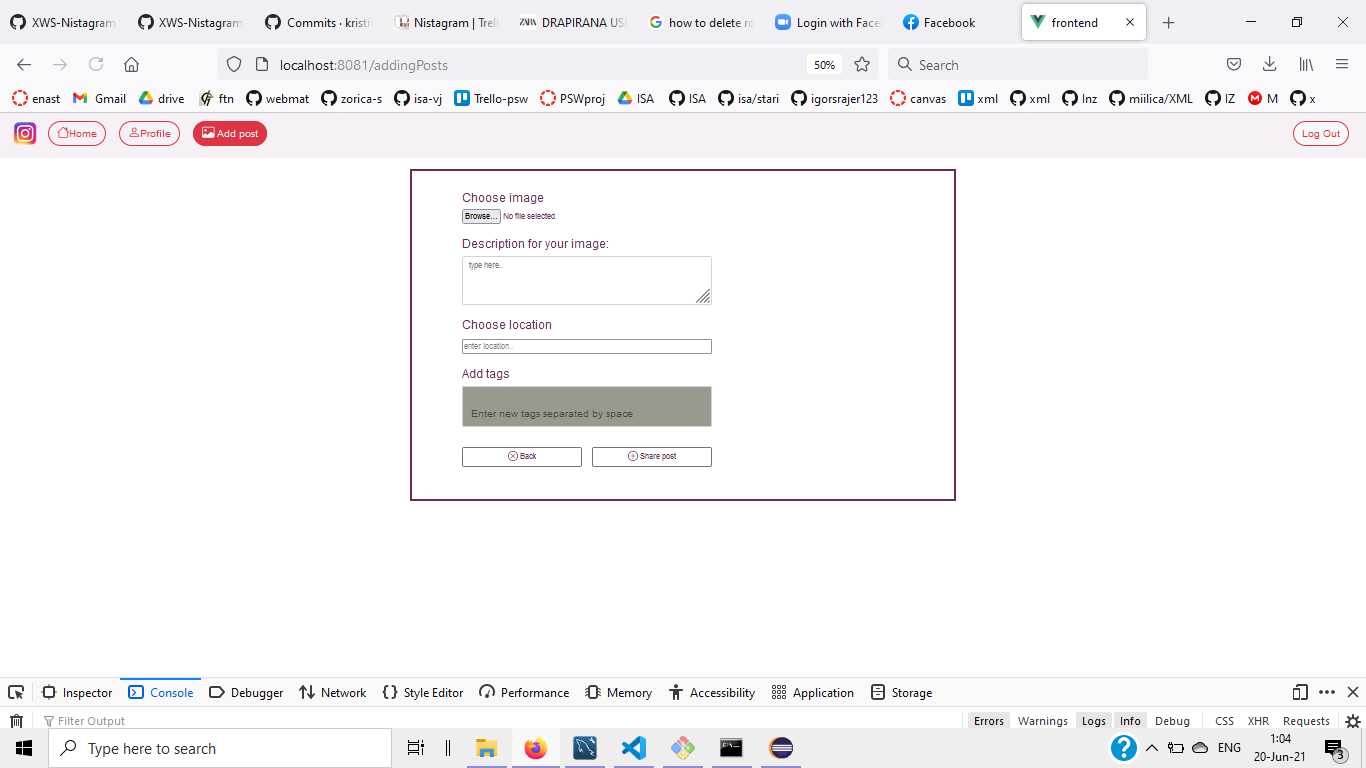 XWS-Nistagram
XWS-Nistagram
Commits · kristi
Nistagram | Trell
ZARA DRAPIRANA US
how to delete ro
Login with Face
Facebook
frontend
localhost:8081/addingPosts
50%
Search
enast
Gmail
drive
ftn
webmat
zorica-s
isa-vj
Trello-psw
PSWproj
ISA
ISA
isa/stari
igorsrajer123
canvas
xml
xml
Inz
miilica/XML
IZ
M
x
Home
Profile
Add post
Log Out
Choose image
Browse... No file selected.
Description for your image:
type here..
Choose location
enter location..
Add tags
Enter new tags separated by space
Back
Share post
Inspector
Console
Debugger
Network
Style Editor
Performance
Memory
Accessibility
Application
Storage
Filter Output
Errors
Warnings
Logs
Info
Debug
CSS
XHR
Requests
Type here to search
ENG
1:04
20-Jun-21
3